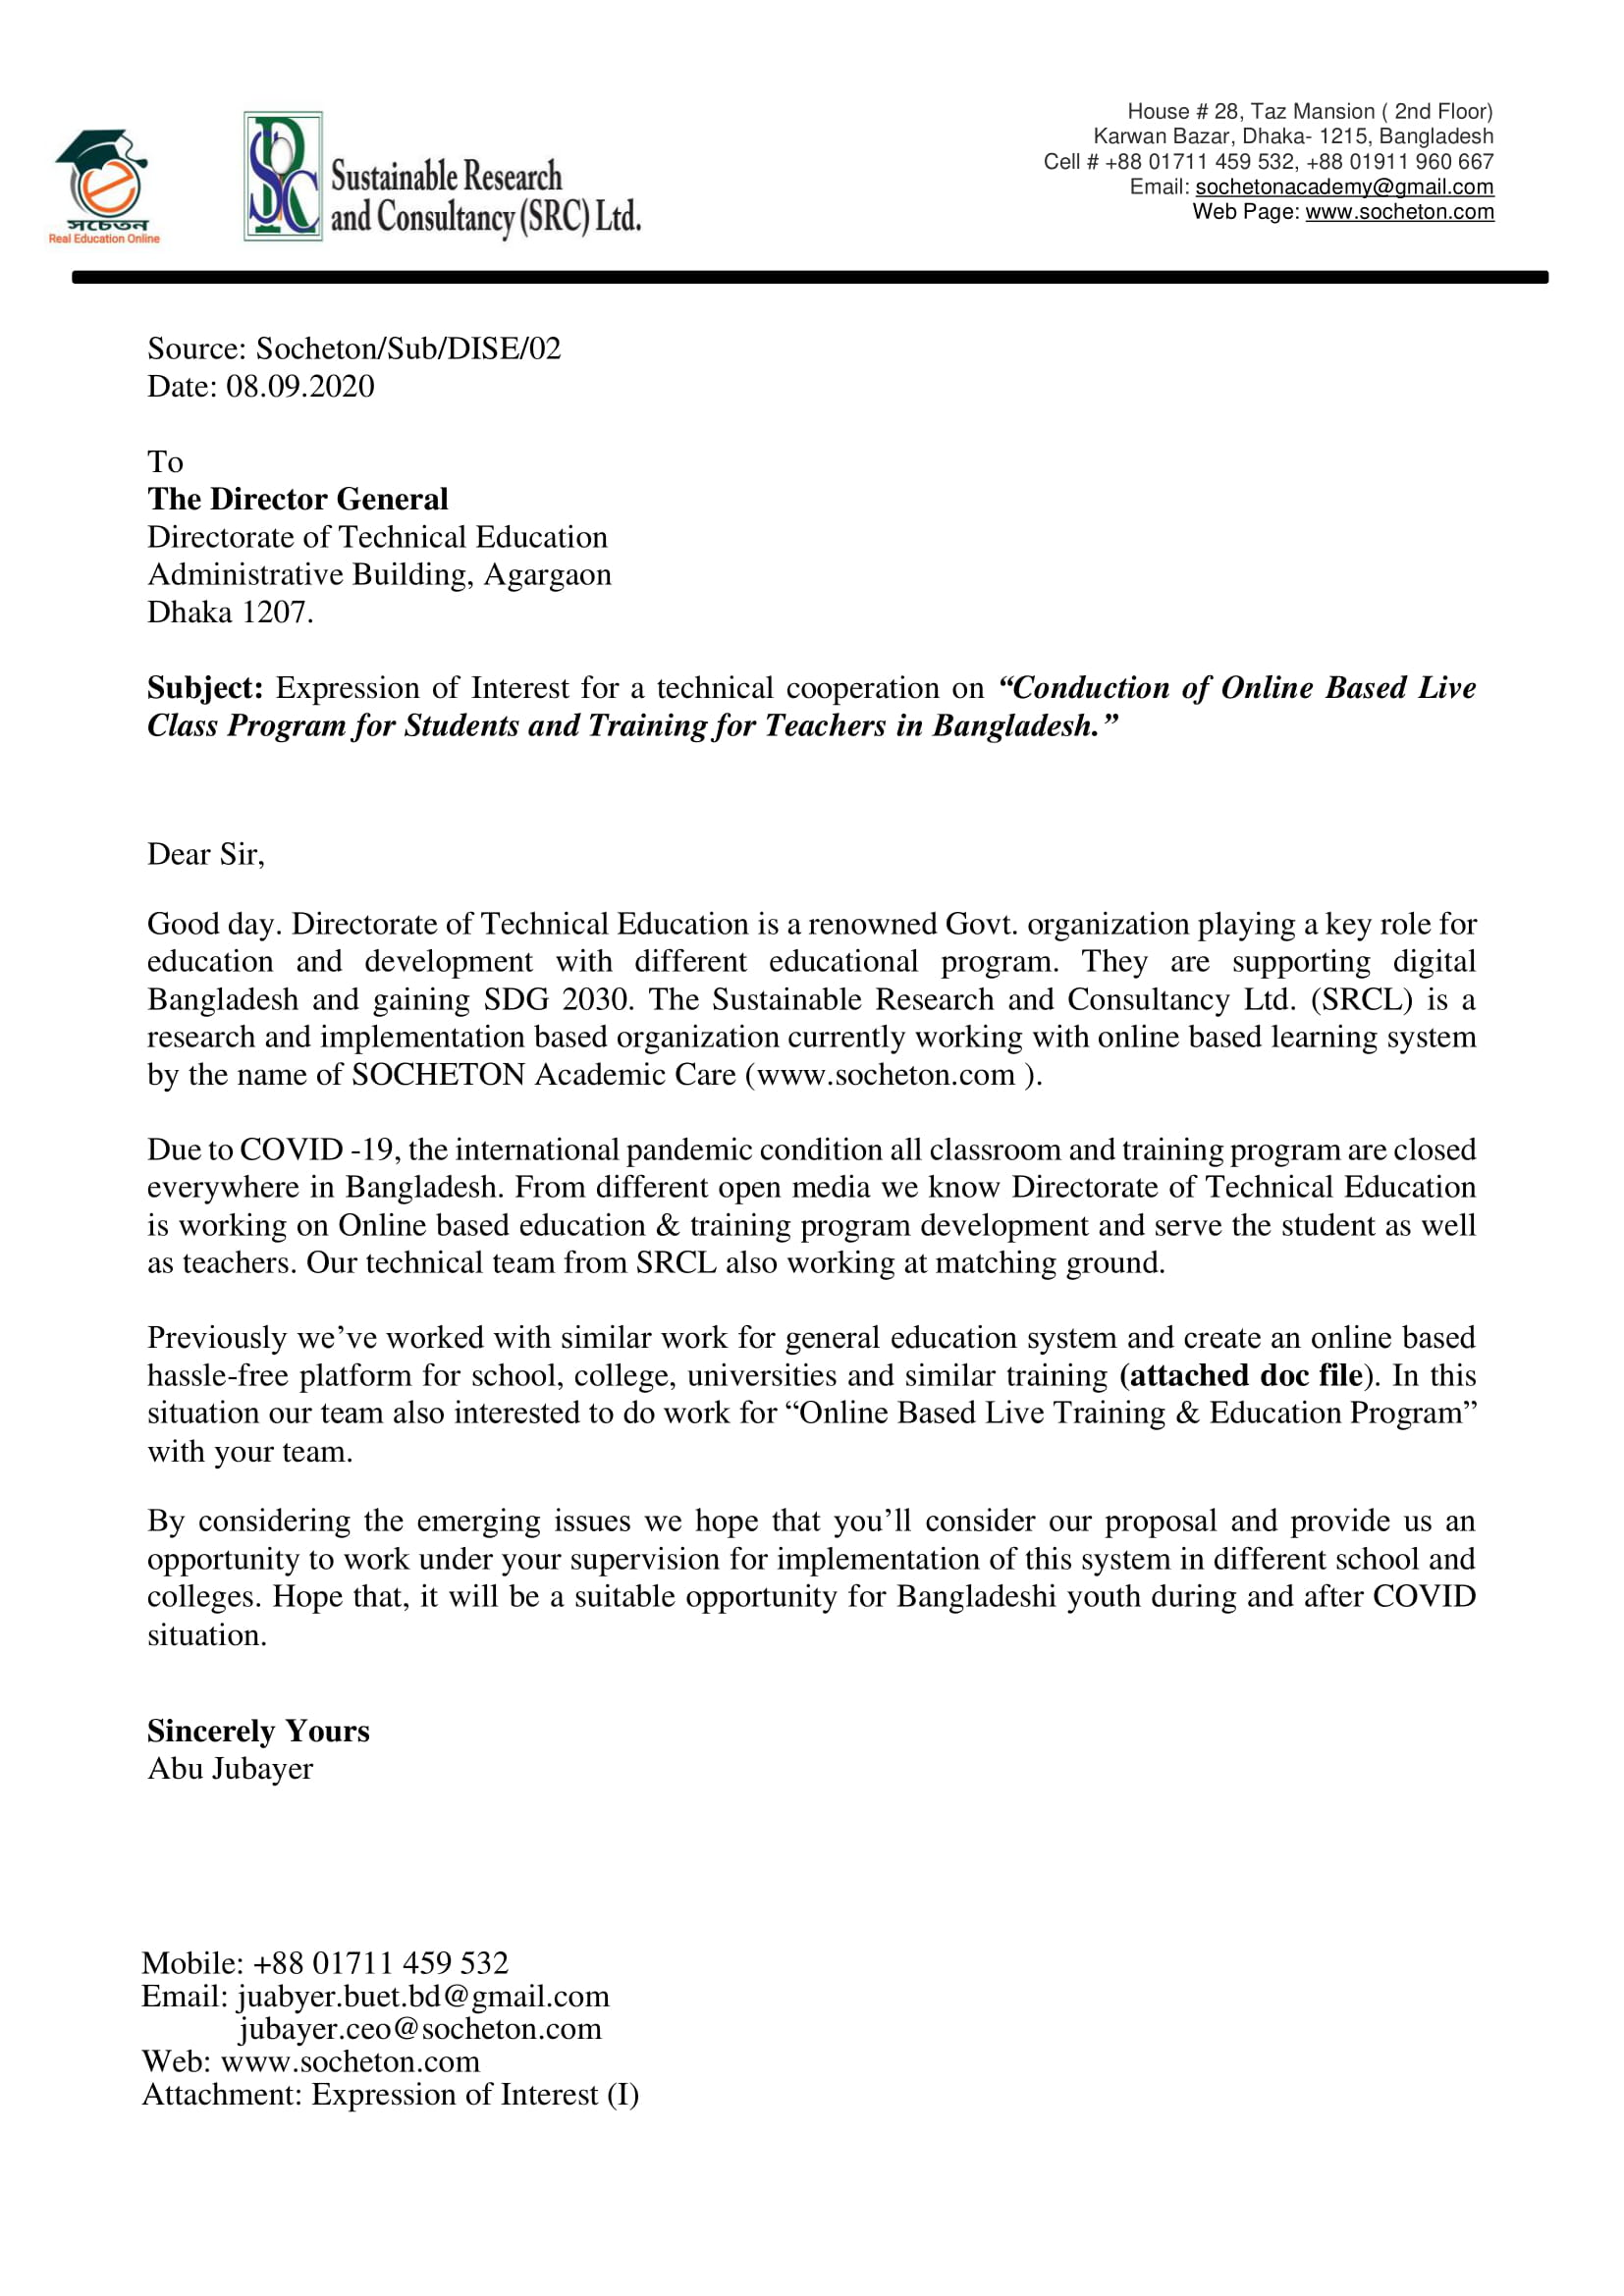 সচেতন
Real Education Online
SRC
Sustainable Research
and Consultancy (SRC) Ltd.
House # 28, Taz Mansion ( 2nd Floor)
Karwan Bazar, Dhaka- 1215, Bangladesh
Cell # +88 01711 459 532, +88 01911 960 667
Email: sochetonacademy@gmail.com
Web Page: www.socheton.com
Source: Socheton/Sub/DISE/02
Date: 08.09.2020
To
The Director General
Directorate of Technical Education
Administrative Building, Agargaon
Dhaka 1207.
Subject: Expression of Interest for a technical cooperation on “Conduction of Online Based Live
Class Program for Students and Training for Teachers in Bangladesh.”
Dear Sir,
Good day. Directorate of Technical Education is a renowned Govt. organization playing a key role for
education and development with different educational program. They are supporting digital
Bangladesh and gaining SDG 2030. The Sustainable Research and Consultancy Ltd. (SRCL) is a
research and implementation based organization currently working with online based learning system
by the name of SOCHETON Academic Care (www.socheton.com ).
Due to COVID -19, the international pandemic condition all classroom and training program are closed
everywhere in Bangladesh. From different open media we know Directorate of Technical Education
is working on Online based education & training program development and serve the student as well
as teachers. Our technical team from SRCL also working at matching ground.
Previously we’ve worked with similar work for general education system and create an online based
hassle-free platform for school, college, universities and similar training (attached doc file). In this
situation our team also interested to do work for “Online Based Live Training & Education Program”
with your team.
By considering the emerging issues we hope that you’ll consider our proposal and provide us an
opportunity to work under your supervision for implementation of this system in different school and
colleges. Hope that, it will be a suitable opportunity for Bangladeshi youth during and after COVID
situation.
Sincerely Yours
Abu Jubayer
Mobile: +88 01711 459 532
Email: juabyer.buet.bd@gmail.com
jubayer.ceo@socheton.com
Web: www.socheton.com
Attachment: Expression of Interest (I)